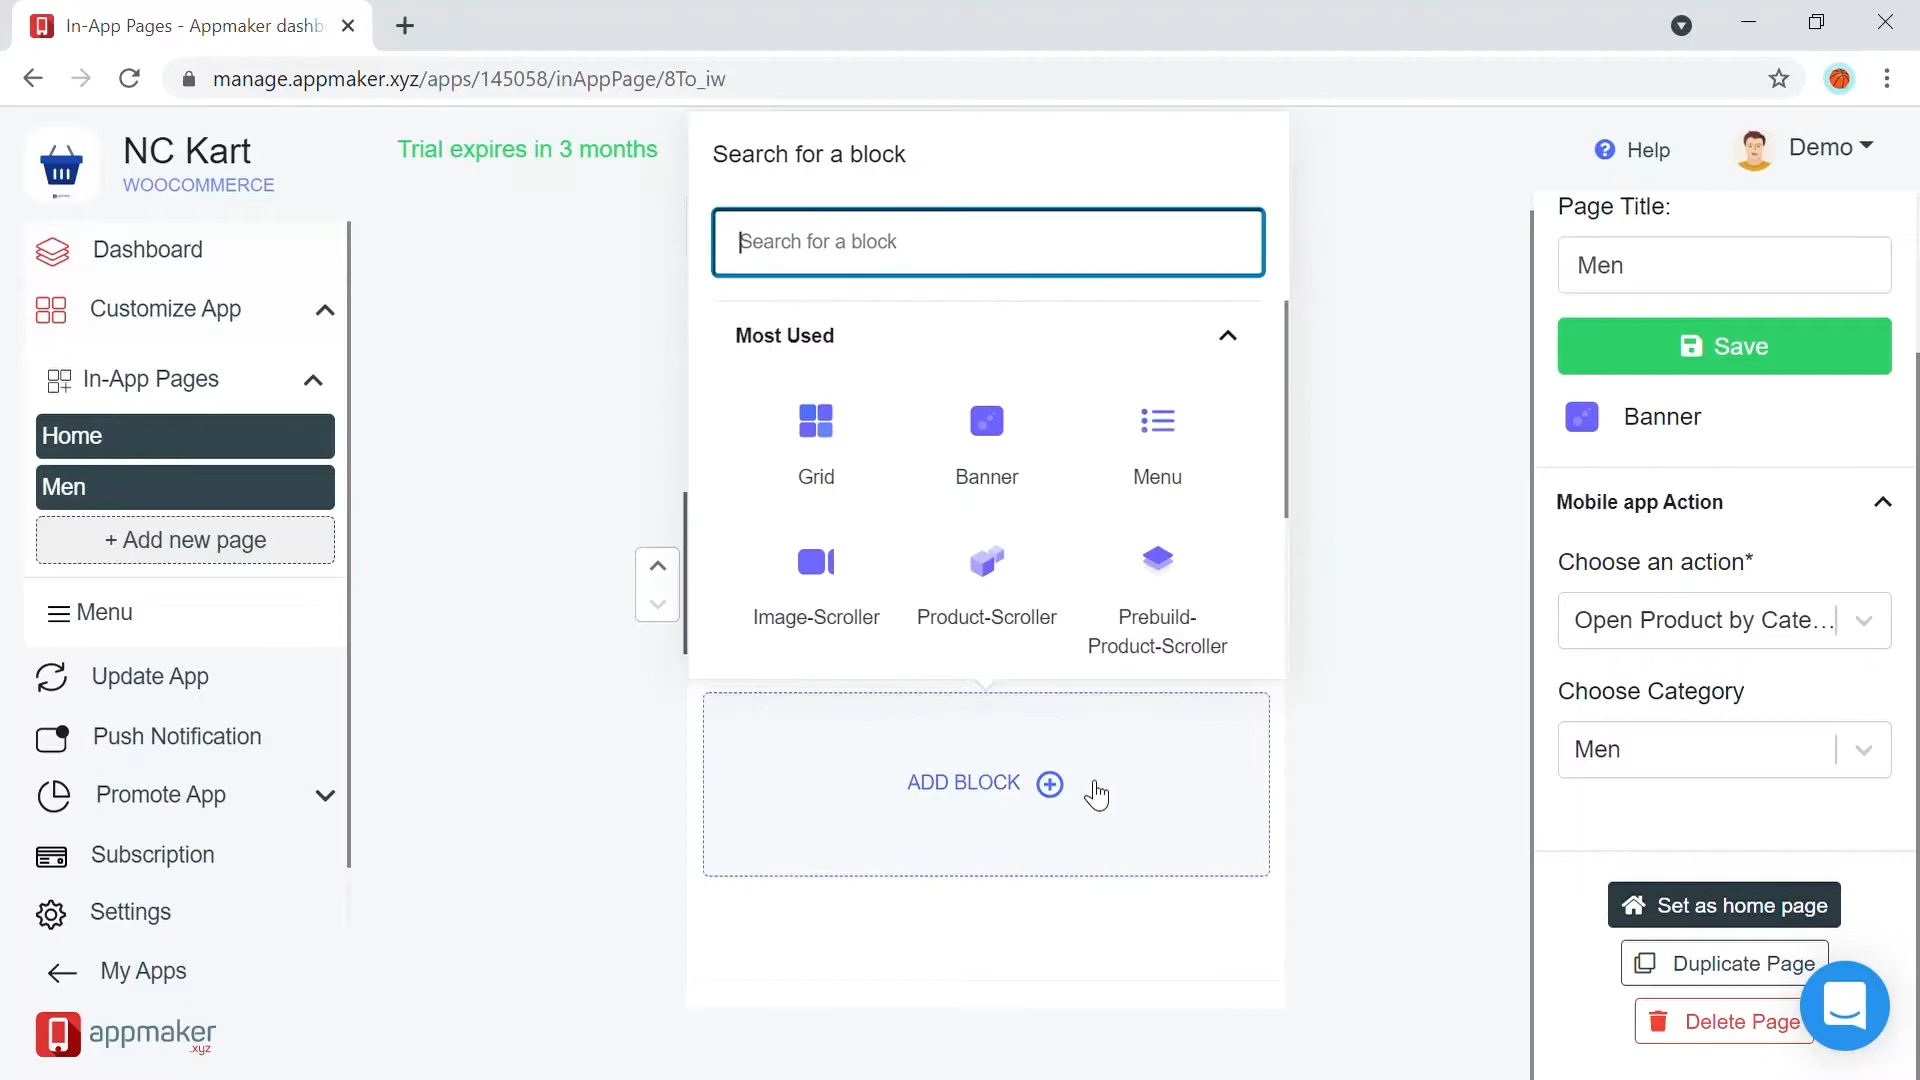 In-App Pages - Appmaker dashb
manage.appmaker.xyz/apps/145058/inAppPage/8To_iw
NC Kart
WOOCOMMERCE
Trial expires in 3 months
Help
Demo
Dashboard
Customize App
In-App Pages
Home
Men
+ Add new page
Menu
Update App
Push Notification
Promote App
Subscription
Settings
My Apps
appmaker
.xyz
Search for a block
Search for a block
Most Used
Grid
Banner
Menu
Image-Scroller
Product-Scroller
Prebuild-
Product-Scroller
ADD BLOCK
Page Title:
Men
Save
Banner
Mobile app Action
Choose an action*
Open Product by Cate...
Choose Category
Men
Set as home page
Duplicate Page
Delete Page